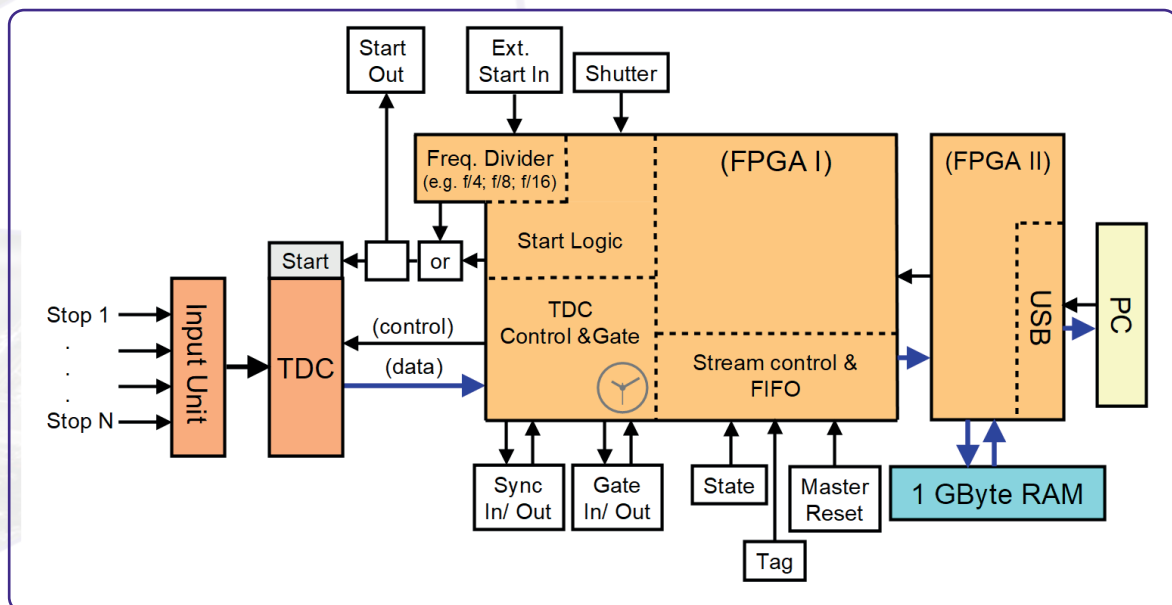 Start
Out
Ext.
Start In
Shutter
Freq. Divider
(e.g. f/4; f/8; f/16)
(FPGA I)
(FPGA II)
Start Logic
Start
or
TDC
Control &Gate
(control)
(data)
Stop 1
.
.
.
Stop N
Input Unit
TDC
Stream control &
FIFO
USB
PC
Sync
In/ Out
Gate
In/ Out
State
Tag
Master
Reset
1 GByte RAM